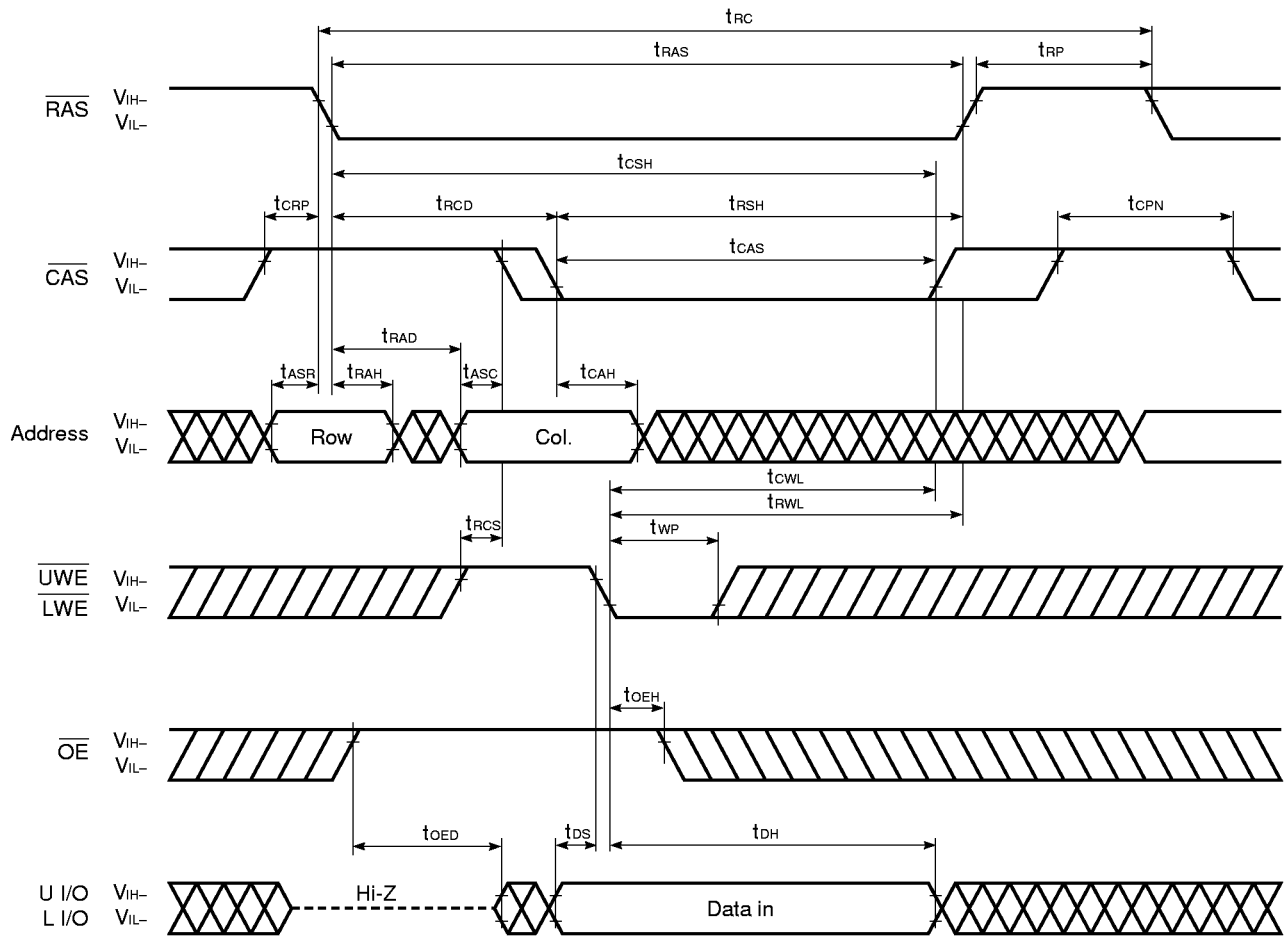 tRC
tRAS
tRP
RAS
VIH–
VIL–
tCSH
tCRP
tRCD
tRSH
tCPN
CAS
VIH–
VIL–
tCAS
tRAD
tASR
tRAH
tASC
tCAH
Address
VIH–
VIL–
Row
Col.
tCWL
tRWL
tRCS
tWP
UWE
VIH–
LWE
VIL–
tOEH
OE
VIH–
VIL–
tOED
tDS
tDH
U I/O
VIH–
Hi-Z
L I/O
VIL–
Data in